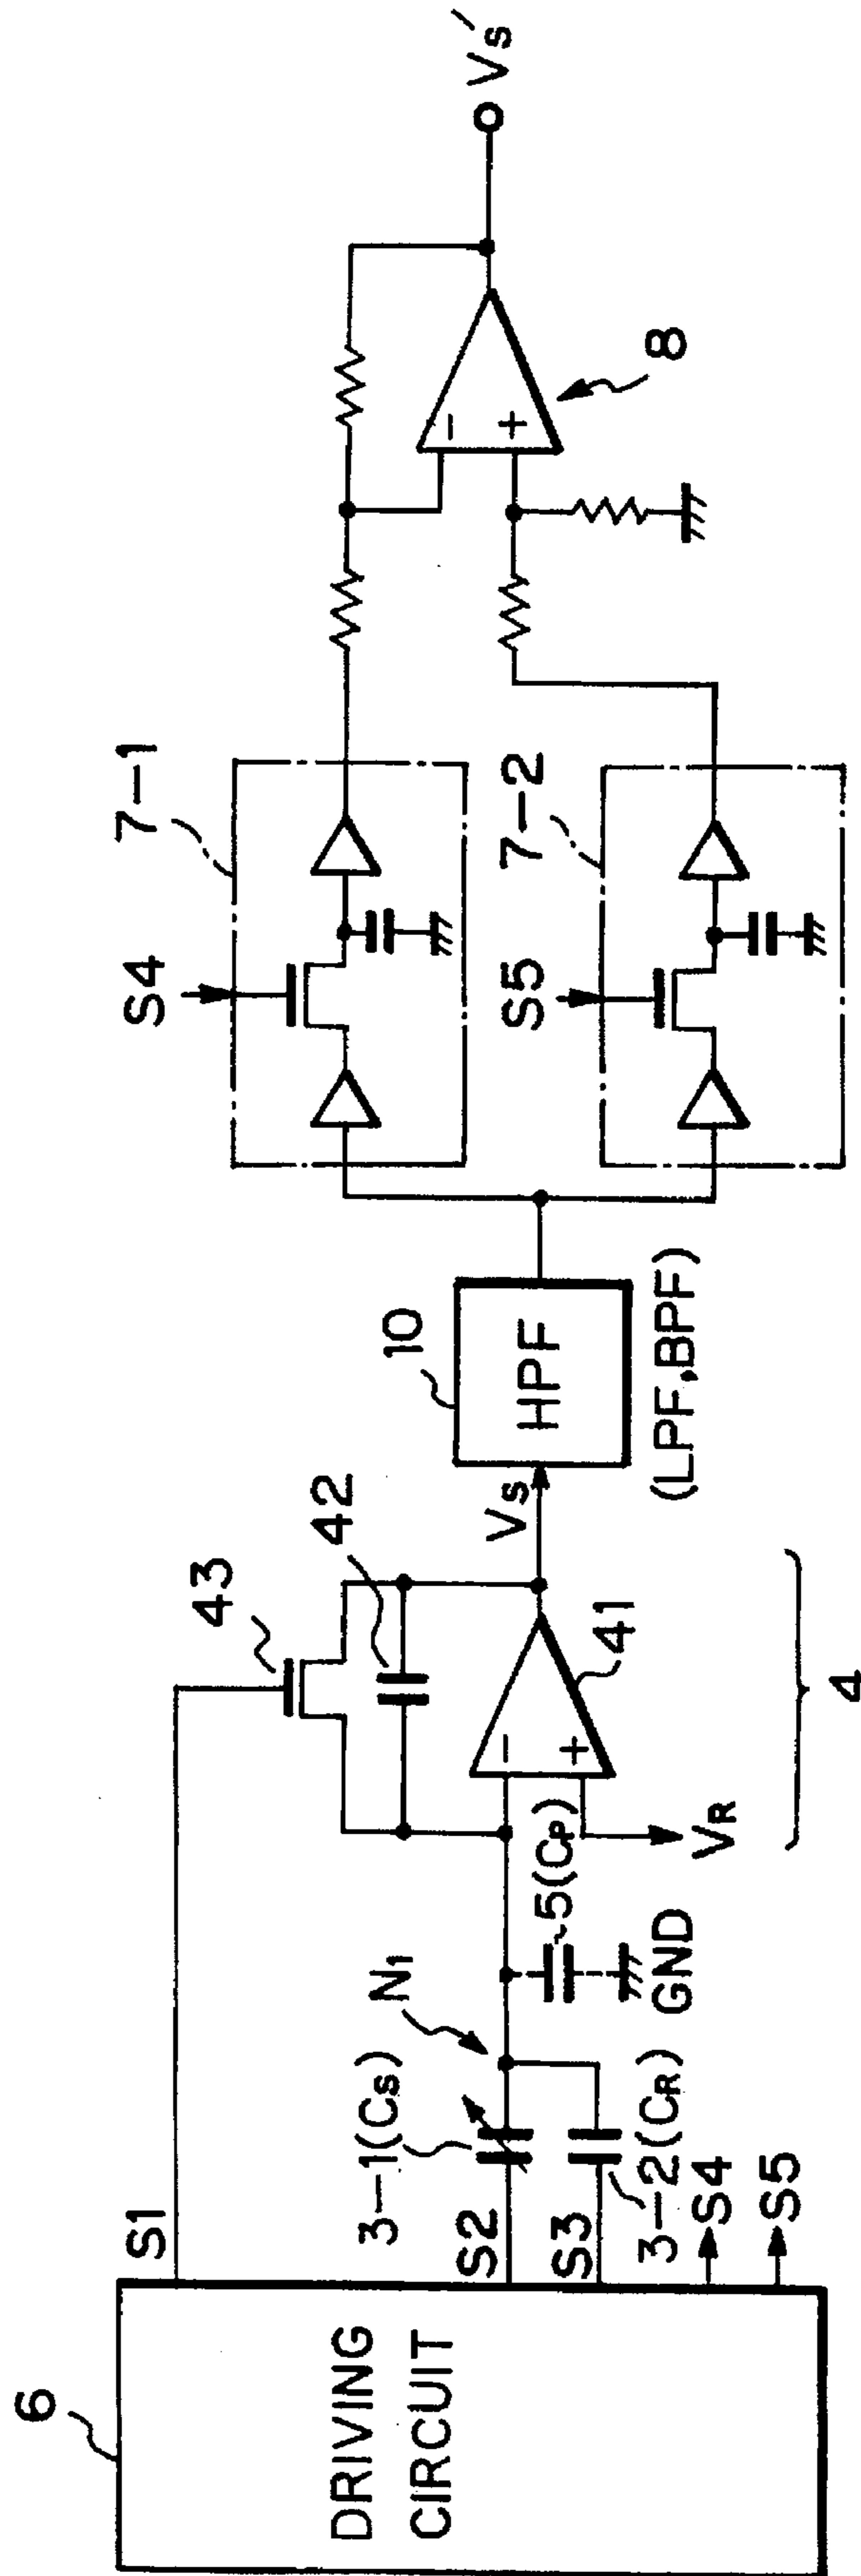 6
DRIVING
CIRCUIT
S1
S2
S3
S4
S5
3-1(Cs)
3-2(CR)
N1
5(CP)
GND
VR
43
42
-
+
41
4
Vs
10
HPF
(LPF,BPF)
S4
7-1
S5
7-2
-
+
8
Vs'